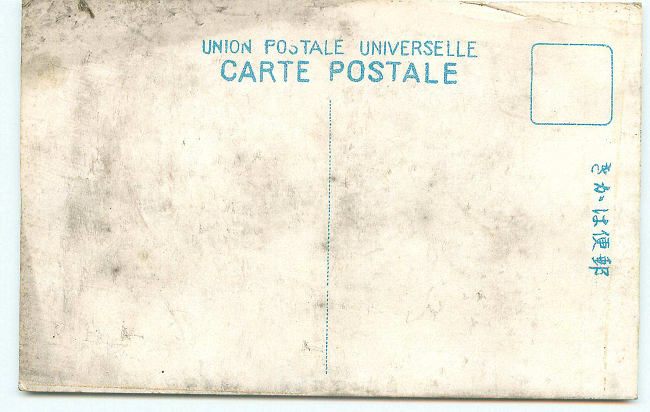 UNION POSTALE UNIVERSELLE
CARTE POSTALE
郵便はかき